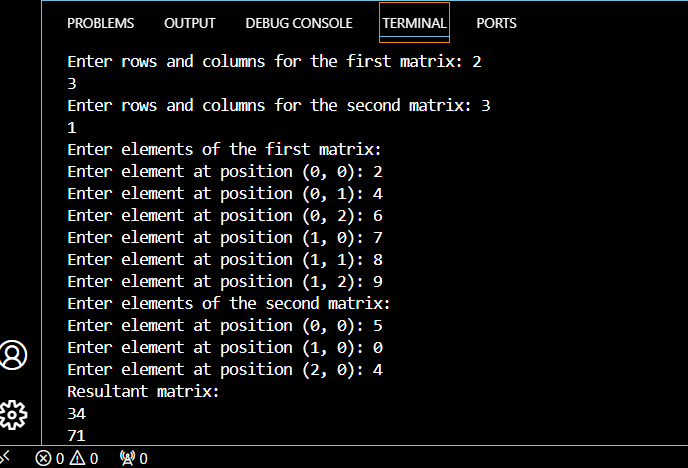 PROBLEMS OUTPUT DEBUG CONSOLE TERMINAL PORTS
Enter rows and columns for the first matrix: 2
3
Enter rows and columns for the second matrix: 3
1
Enter elements of the first matrix:
Enter element at position (0, 0): 2
Enter element at position (0, 1): 4
Enter element at position (0, 2): 6
Enter element at position (1, 0): 7
Enter element at position (1, 1): 8
Enter element at position (1, 2): 9
Enter elements of the second matrix:
Enter element at position (0, 0): 5
Enter element at position (1, 0): 0
Enter element at position (2, 0): 4
Resultant matrix:
34
71
0 0 0